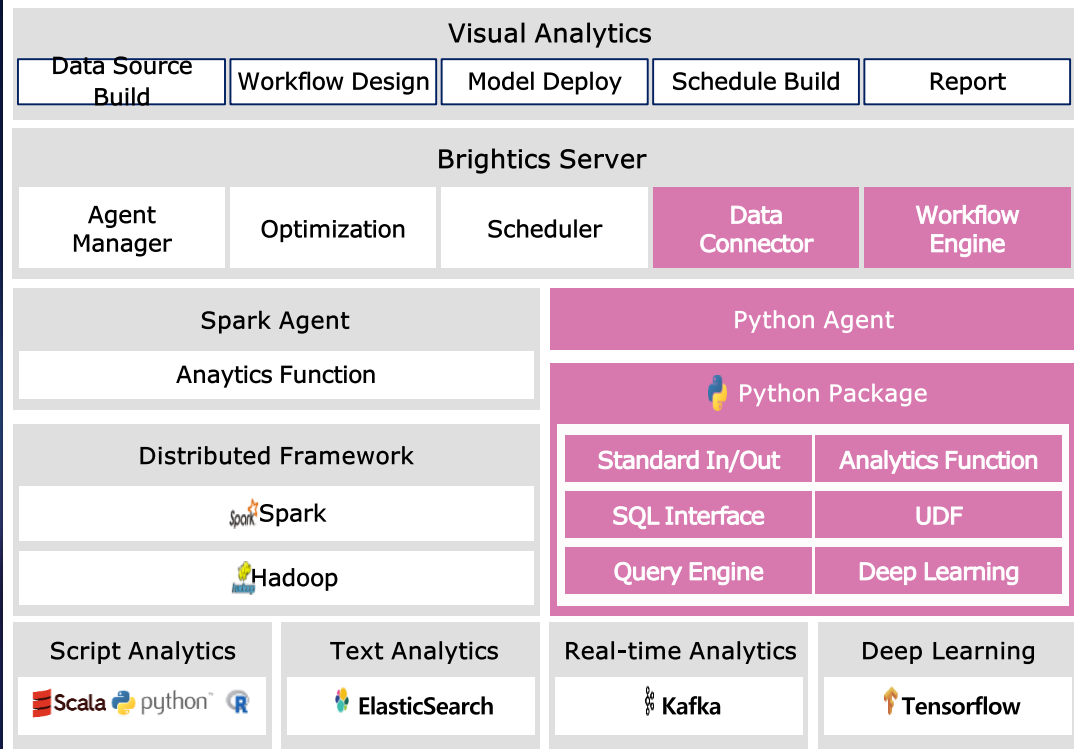 Visual Analytics
Data Source
Build
Workflow Design
Model Deploy
Schedule Build
Report
Brightics Server
Agent
Manager
Optimization
Scheduler
Data
Connector
Workflow
Engine
Spark Agent
Anaytics Function
Python Agent
Python Package
Standard In/Out
Analytics Function
SQL Interface
UDF
Query Engine
Deep Learning
Distributed Framework
Spark Spark
hadoop Hadoop
Script Analytics
Scala python™ R
Text Analytics
ElasticSearch
Real-time Analytics
Kafka
Deep Learning
Tensorflow